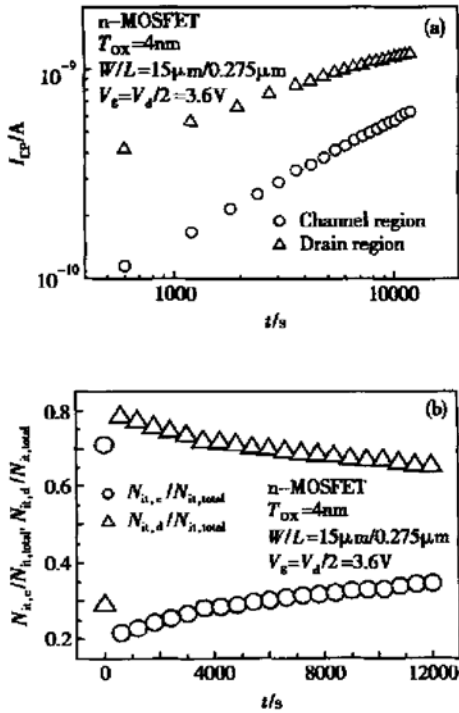 n-MOSFET
(a)
T_OX=4nm
W/L=15μm/0.275μm
V_g=V_d/2=3.6V
10^-9
I_CP/A
○ Channel region
△ Drain region
10^-10
1000
10000
t/s
(b)
0.8
0.6
0.4
0.2
N_it,c/N_it,total, N_it,d/N_it,total
○ N_it,c/N_it,total
△ N_it,d/N_it,total
n-MOSFET
T_OX=4nm
W/L=15μm/0.275μm
V_g=V_d/2=3.6V
0
4000
8000
12000
t/s